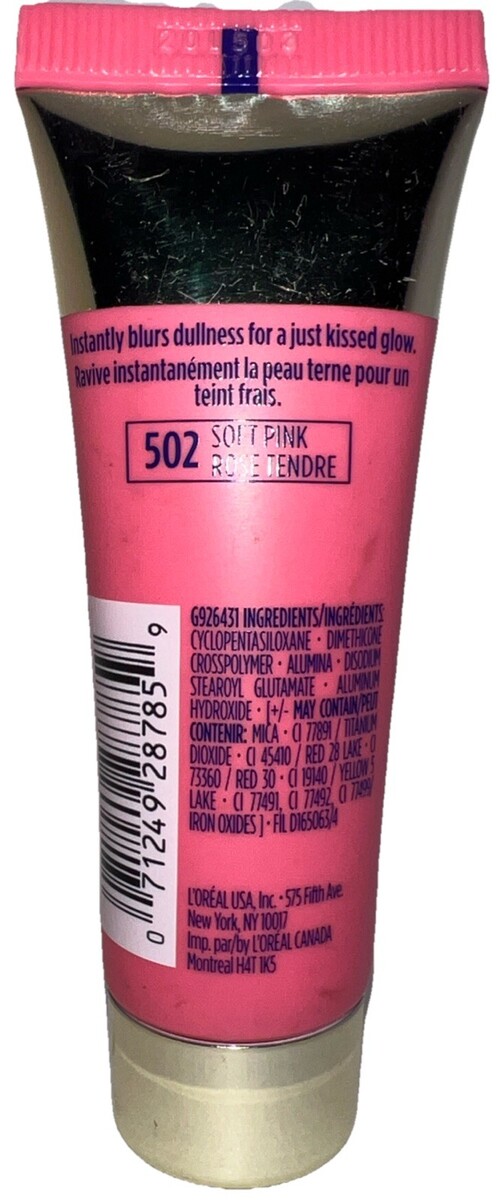 Instantly blurs dullness for a just kissed glow.
Ravive instantanément la peau terne pour un
teint frais.
502 SOFT PINK
ROSE TENDRE
G926431 INGREDIENTS/INGRÉDIENTS:
CYCLOPENTASILOXANE • DIMETHICONE
CROSSPOLYMER • ALUMINA • DISODIUM
STEAROYL GLUTAMATE • ALUMINUM
HYDROXIDE • [+/- MAY CONTAIN/PEUT
CONTENIR: MICA • CI 77891 / TITANIUM
DIOXIDE • CI 45410 / RED 28 LAKE • CI
73360 / RED 30 • CI 19140 / YELLOW 5
LAKE • CI 77491, CI 77492, CI 77499
IRON OXIDES ] • FIL D165063/4
L'ORÉAL USA, Inc. • 575 Fifth Ave.
New York, NY 10017
Imp. par/by L'ORÉAL CANADA
Montreal H4T 1K5
0 71249 28785 9